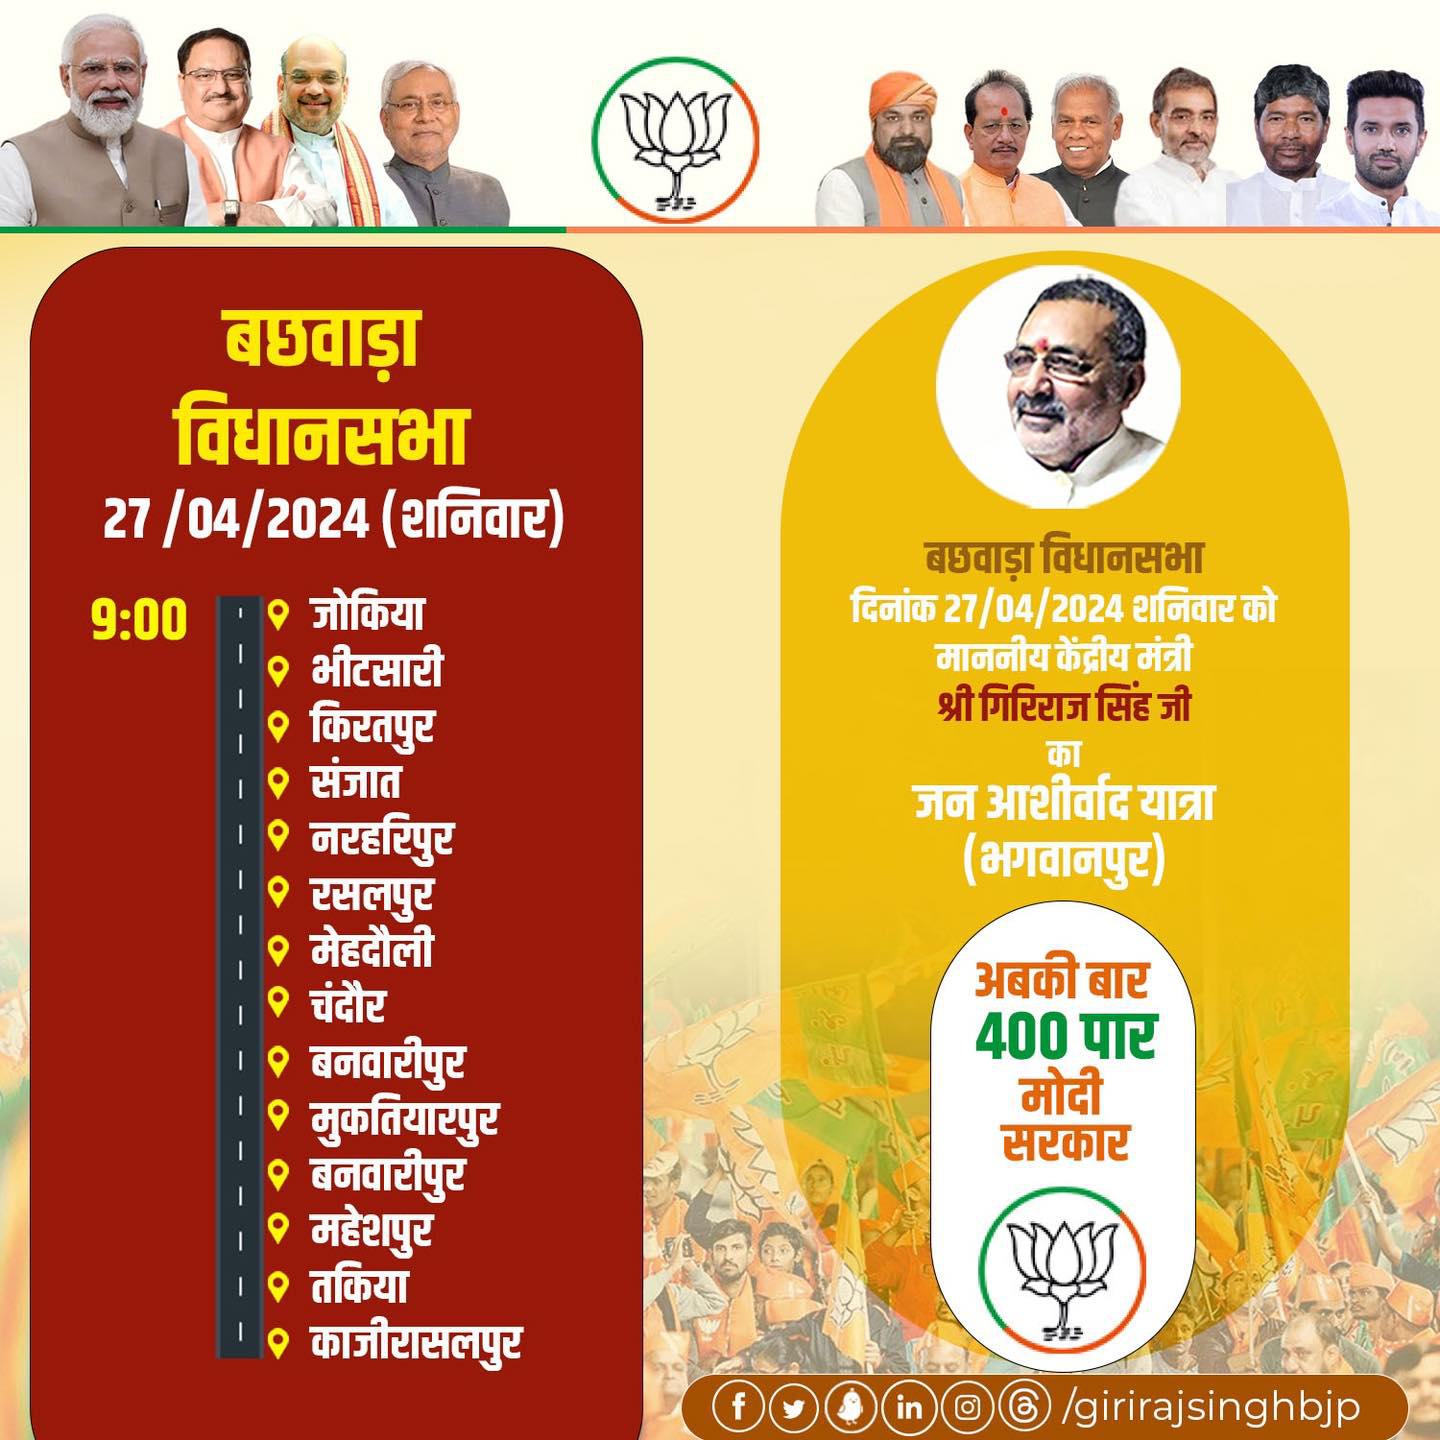 बछवाड़ा
विधानसभा
27 /04/2024 (शनिवार)
9:00
जोकिया
भीटसारी
किरतपुर
संजात
नरहरिपुर
रसलपुर
मेहदौली
चंदौर
बनवारीपुर
मुकतियारपुर
बनवारीपुर
महेशपुर
तकिया
काजीरासलपुर
बछवाड़ा विधानसभा
दिनांक 27/04/2024 शनिवार को
माननीय केंद्रीय मंत्री
श्री गिरिराज सिंह जी
का
जन आशीर्वाद यात्रा
(भगवानपुर)
अबकी बार
400 पार
मोदी
सरकार
/girirajsinghbjp